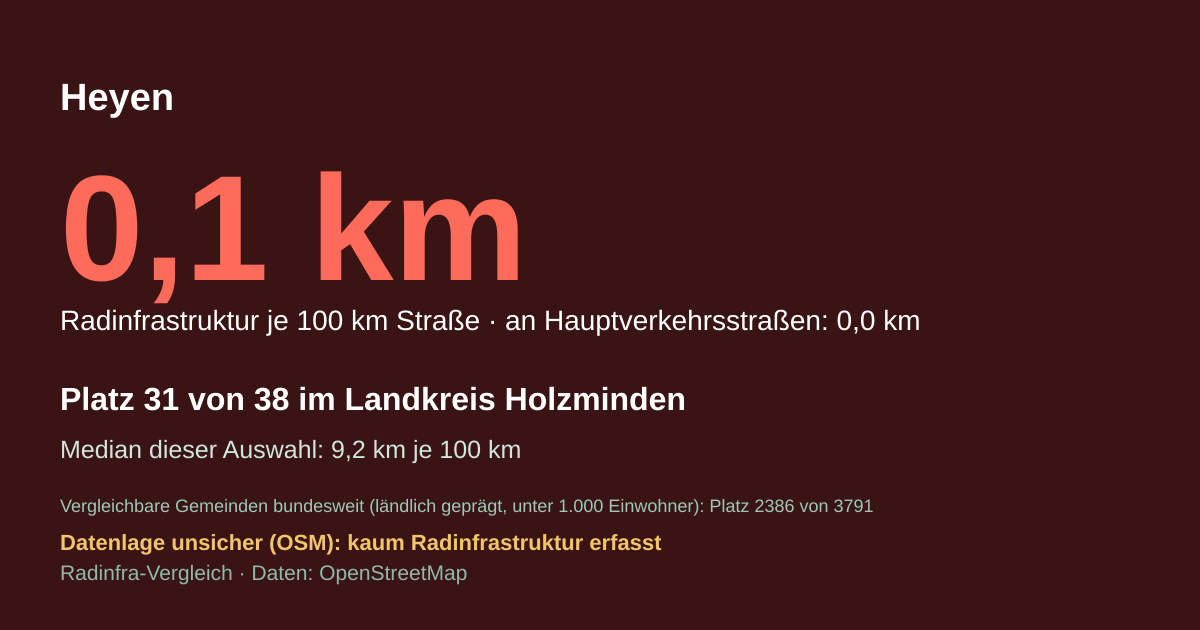 Heyen
0,1 km
Radinfrastruktur je 100 km Straße · an Hauptverkehrsstraßen: 0,0 km
Platz 31 von 38 im Landkreis Holzminden
Median dieser Auswahl: 9,2 km je 100 km
Vergleichbare Gemeinden bundesweit (ländlich geprägt, unter 1.000 Einwohner): Platz 2386 von 3791
Datenlage unsicher (OSM): kaum Radinfrastruktur erfasst
Radinfra-Vergleich · Daten: OpenStreetMap